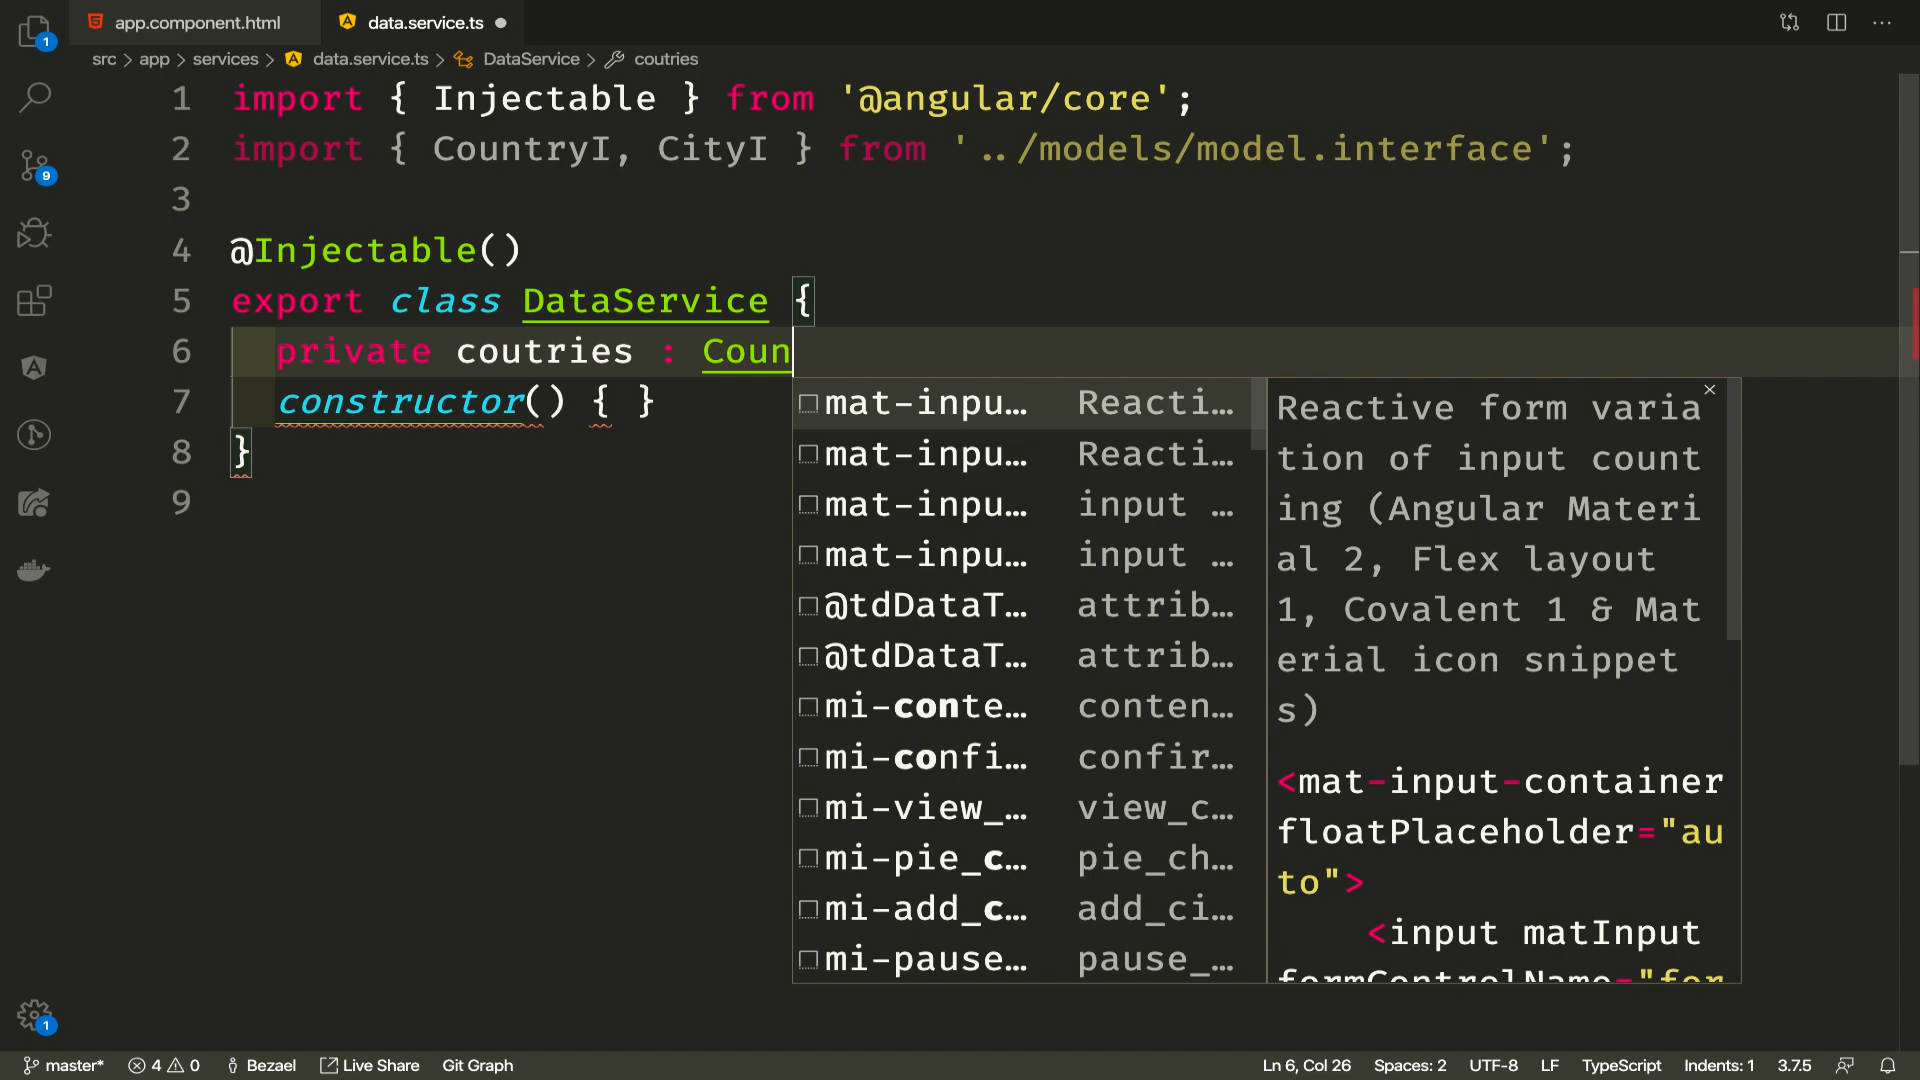 app.component.html
data.service.ts
src > app > services > data.service.ts > DataService > coutries
1 import { Injectable } from '@angular/core';
2 import { CountryI, CityI } from '../models/model.interface';
3
4 @Injectable()
5 export class DataService {
6 private coutries : Coun
7 constructor() { }
8 }
9
mat-inpu… Reacti…
mat-inpu… Reacti…
mat-inpu… input …
mat-inpu… input …
@tdDataT… attrib…
@tdDataT… attrib…
mi-conte… conten…
mi-confi… confir…
mi-view_… view_c…
mi-pie_c… pie_ch…
mi-add_c… add_ci…
mi-pause… pause_…
Reactive form varia
tion of input count
ing (Angular Materi
al 2, Flex layout
1, Covalent 1 & Mat
erial icon snippet
s)
<mat-input-container
floatPlaceholder="au
to">
<input matInput
formControlName="for
1
9
1
master* 4 0 Bezael Live Share Git Graph
Ln 6, Col 26 Spaces: 2 UTF-8 LF TypeScript Indents: 1 3.7.5